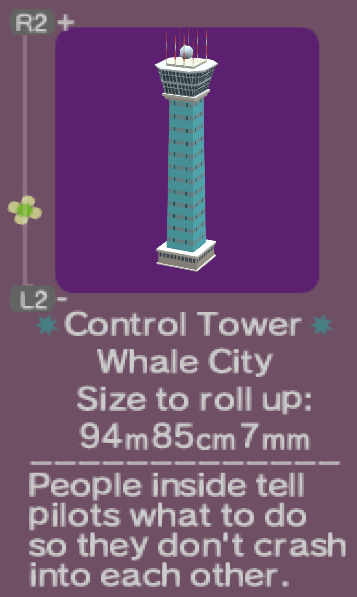 R2 +
L2 -
Control Tower
Whale City
Size to roll up:
94m85cm7mm
People inside tell
pilots what to do
so they don't crash
into each other.